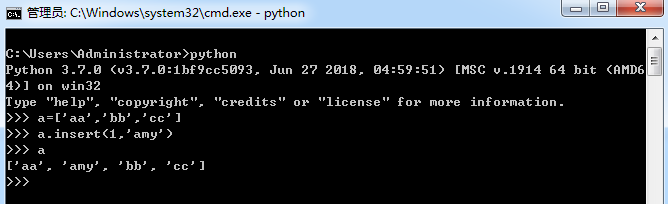 管理员: C:\Windows\system32\cmd.exe - python
C:\Users\Administrator>python
Python 3.7.0 (v3.7.0:1bf9cc5093, Jun 27 2018, 04:59:51) [MSC v.1914 64 bit (AMD6
4)] on win32
Type "help", "copyright", "credits" or "license" for more information.
>>> a=['aa','bb','cc']
>>> a.insert(1,'amy')
>>> a
['aa', 'amy', 'bb', 'cc']
>>>